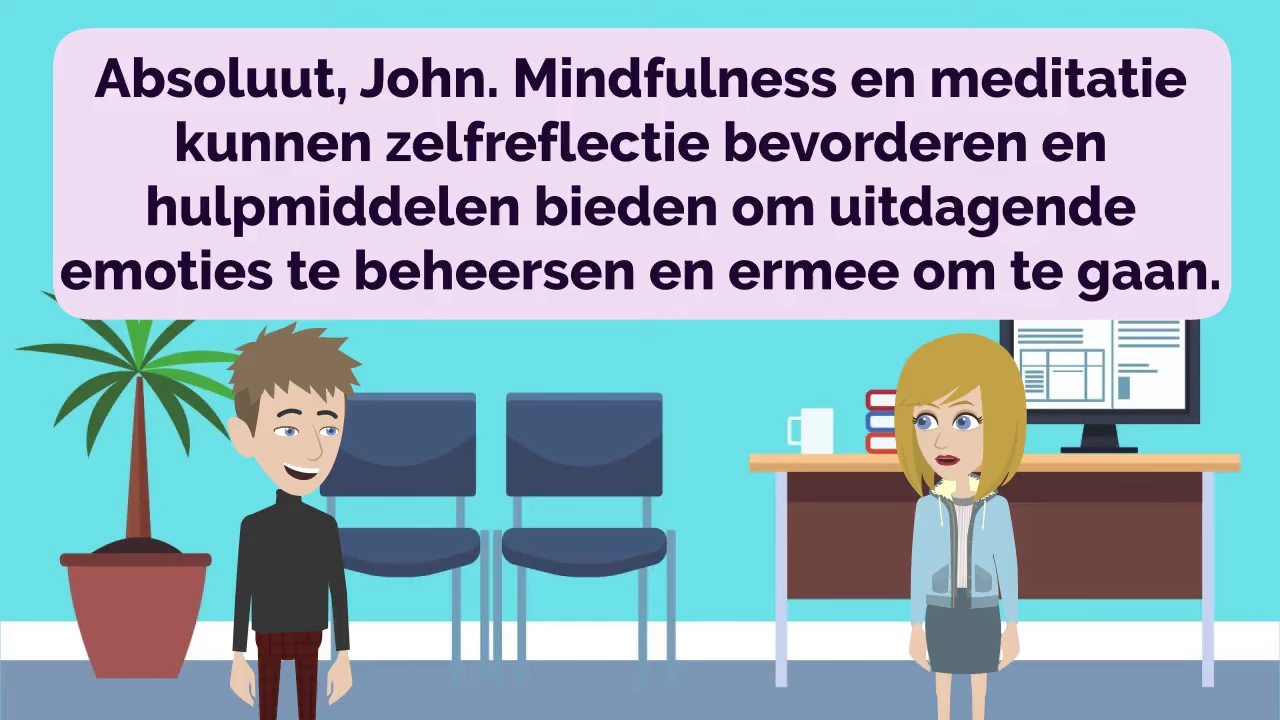 Absoluut, John. Mindfulness en meditatie
kunnen zelfreflectie bevorderen en
hulpmiddelen bieden om uitdagende
emoties te beheersen en ermee om te gaan.